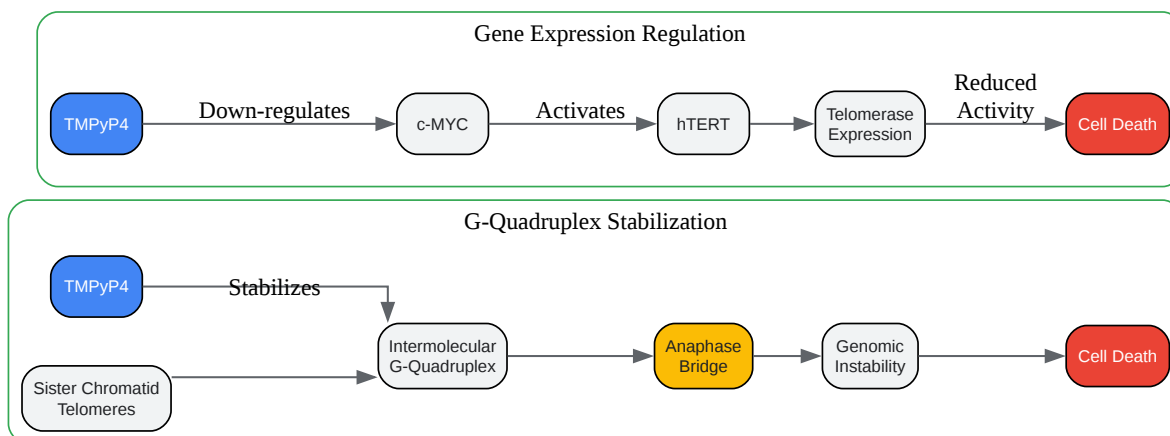 Gene Expression Regulation
TMPyP4
Down-regulates
c-MYC
Activates
hTERT
Telomerase
Expression
Reduced
Activity
Cell Death
G-Quadruplex Stabilization
TMPyP4
Stabilizes
Sister Chromatid
Telomeres
Intermolecular
G-Quadruplex
Anaphase
Bridge
Genomic
Instability
Cell Death